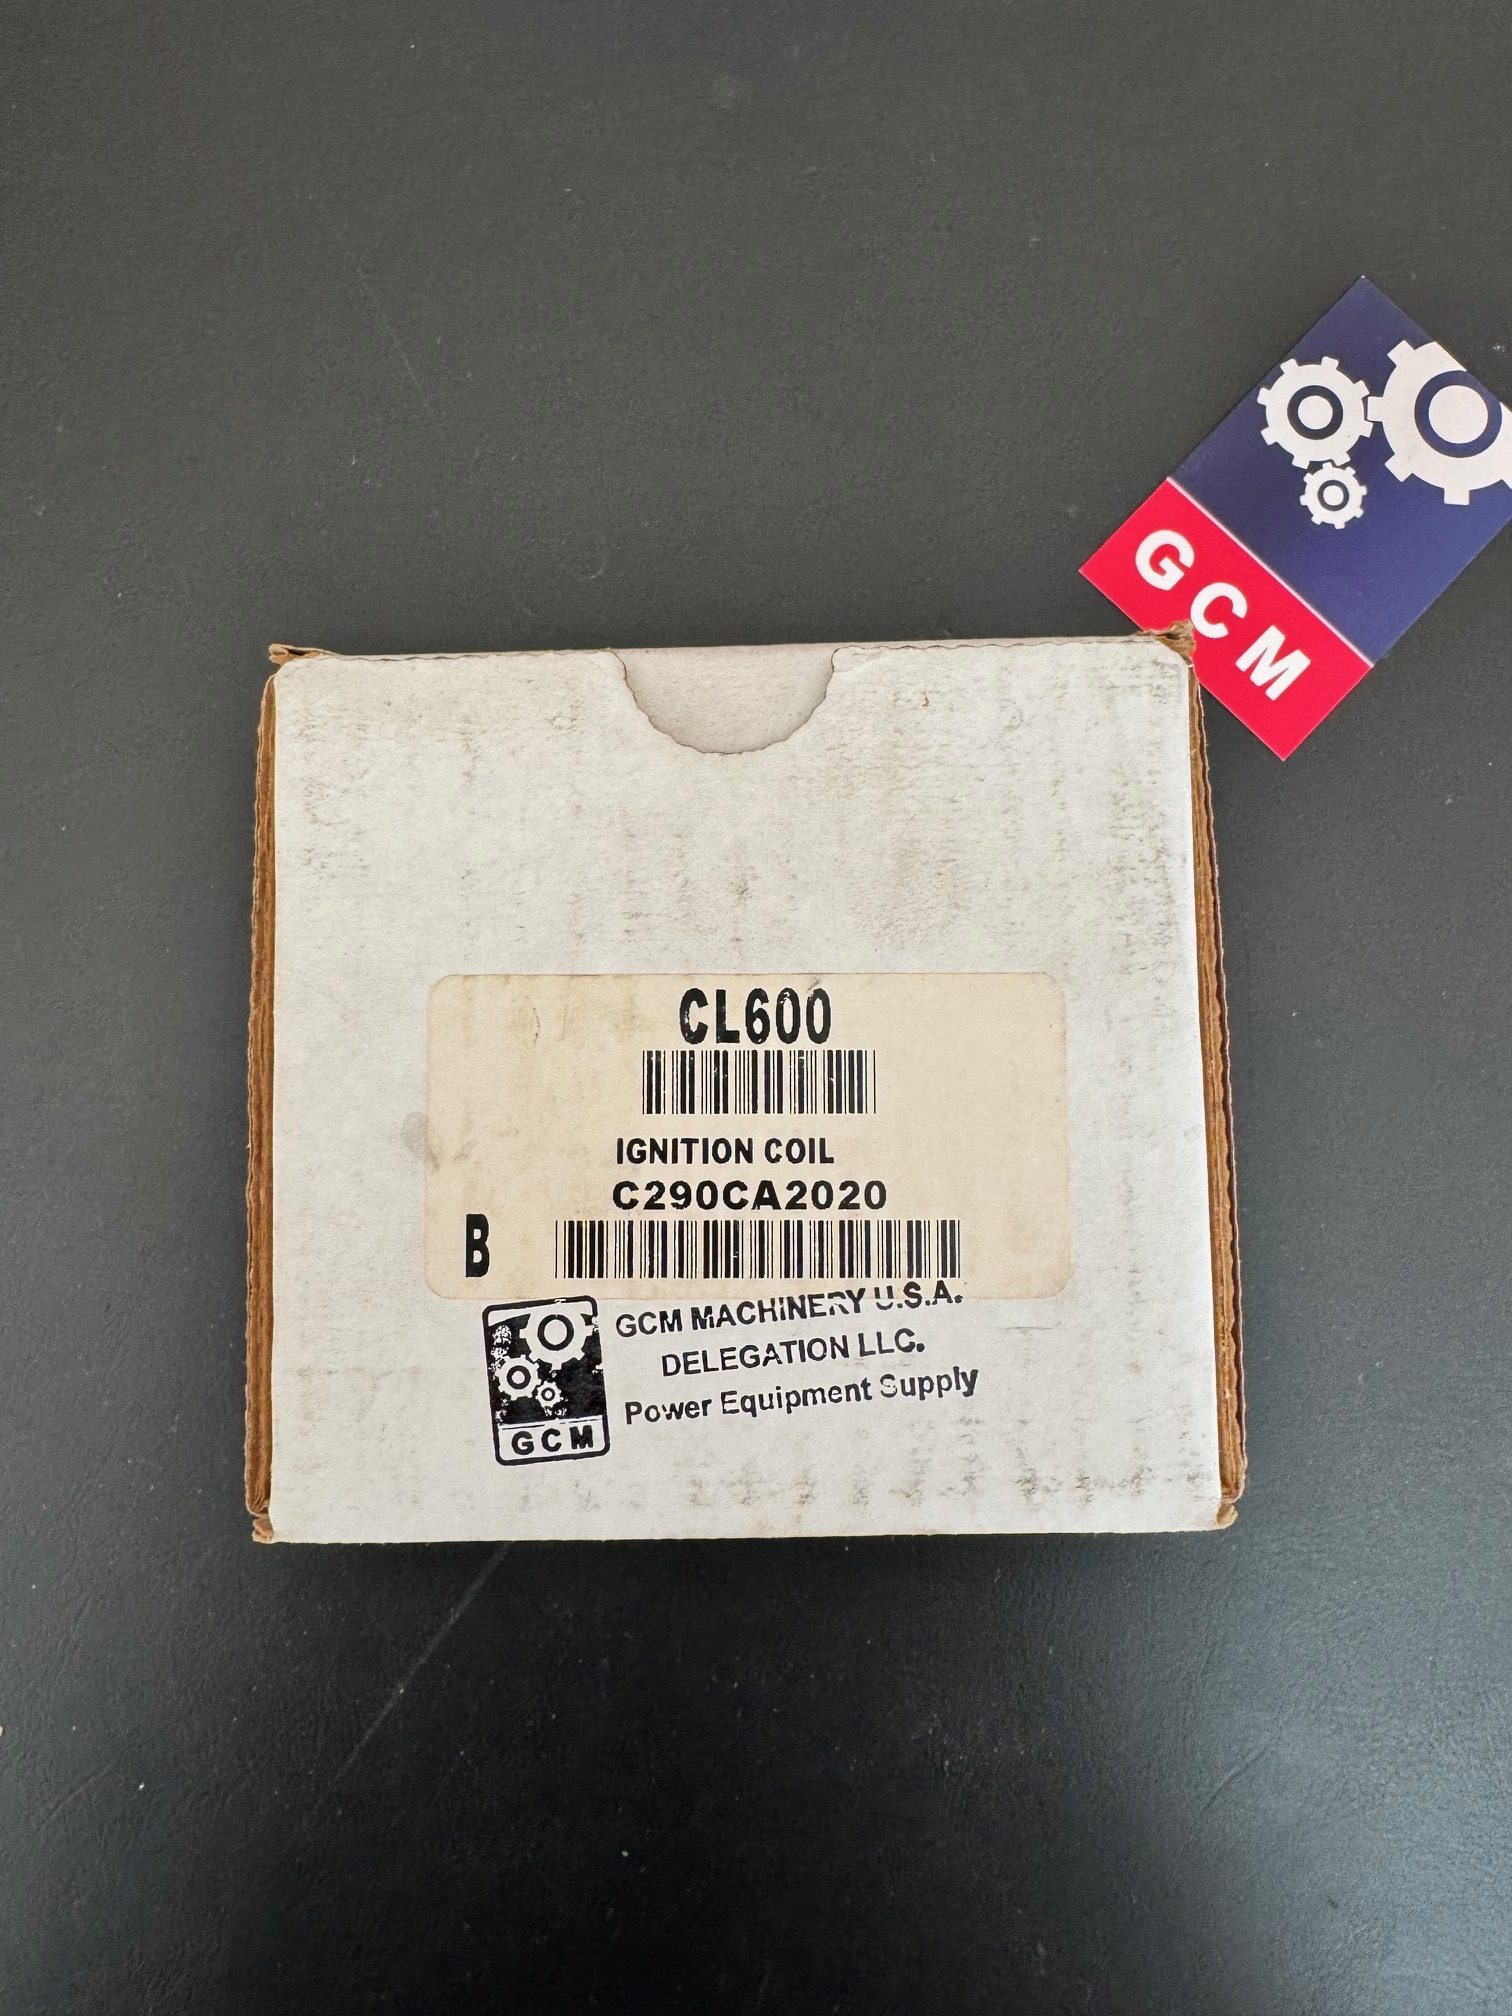 GCM
CL600
IGNITION COIL
C290CA2020
B
GCM MACHINERY U.S.A.
DELEGATION LLC.
Power Equipment Supply
GCM